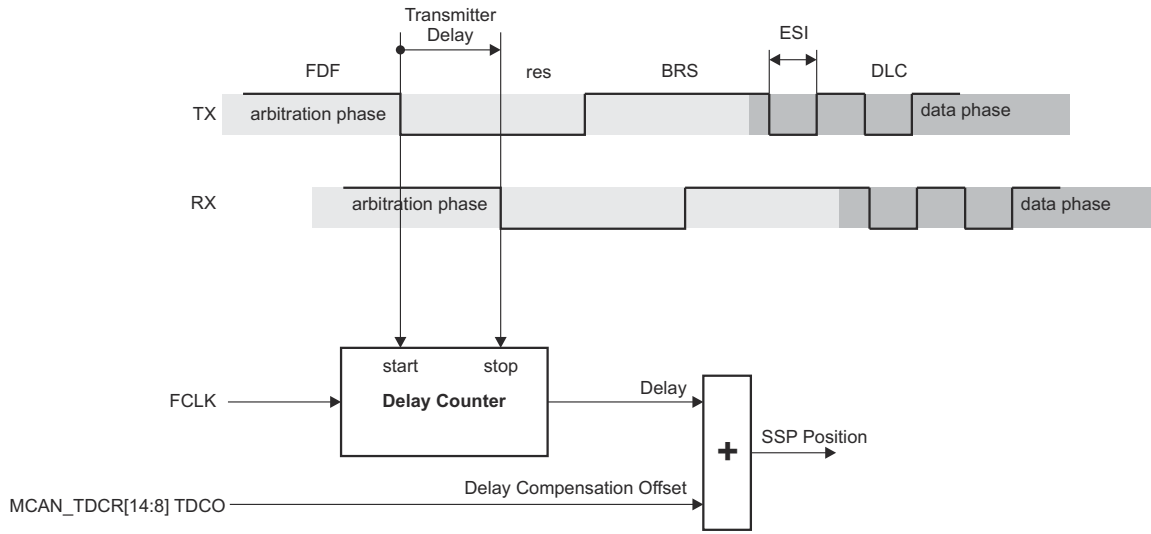 Transmitter
Delay
ESI
FDF
res
BRS
DLC
TX
arbitration phase
data phase
RX
arbitration phase
data phase
start
stop
FCLK
Delay Counter
Delay
+
SSP Position
Delay Compensation Offset
MCAN_TDCR[14:8] TDCO